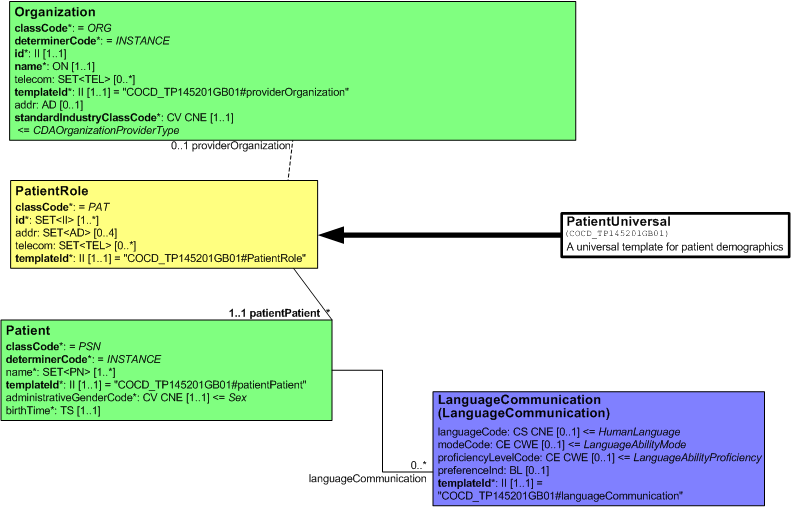 Organization
classCode*: = ORG
determinerCode*: = INSTANCE
id*: II [1..1]
name*: ON [1..1]
telecom: SET<TEL> [0..*]
templateId*: II [1..1] = "COCD_TP145201GB01#providerOrganization"
addr: AD [0..1]
standardIndustryClassCode*: CV CNE [1..1]
<= CDAOrganizationProviderType
0..1 providerOrganization
PatientRole
classCode*: = PAT
id*: SET<II> [1..*]
addr: SET<AD> [0..4]
telecom: SET<TEL> [0..*]
templateId*: II [1..1] = "COCD_TP145201GB01#PatientRole"
PatientUniversal
(COCD_TP145201GB01)
A universal template for patient demographics
1..1 patientPatient *
Patient
classCode*: = PSN
determinerCode*: = INSTANCE
name*: SET<PN> [1..*]
templateId*: II [1..1] = "COCD_TP145201GB01#patientPatient"
administrativeGenderCode*: CV CNE [1..1] <= Sex
birthTime*: TS [1..1]
0..*
languageCommunication
LanguageCommunication
(LanguageCommunication)
languageCode: CS CNE [0..1] <= HumanLanguage
modeCode: CE CWE [0..1] <= LanguageAbilityMode
proficiencyLevelCode: CE CWE [0..1] <= LanguageAbilityProficiency
preferenceInd: BL [0..1]
templateId*: II [1..1] =
"COCD_TP145201GB01#languageCommunication"